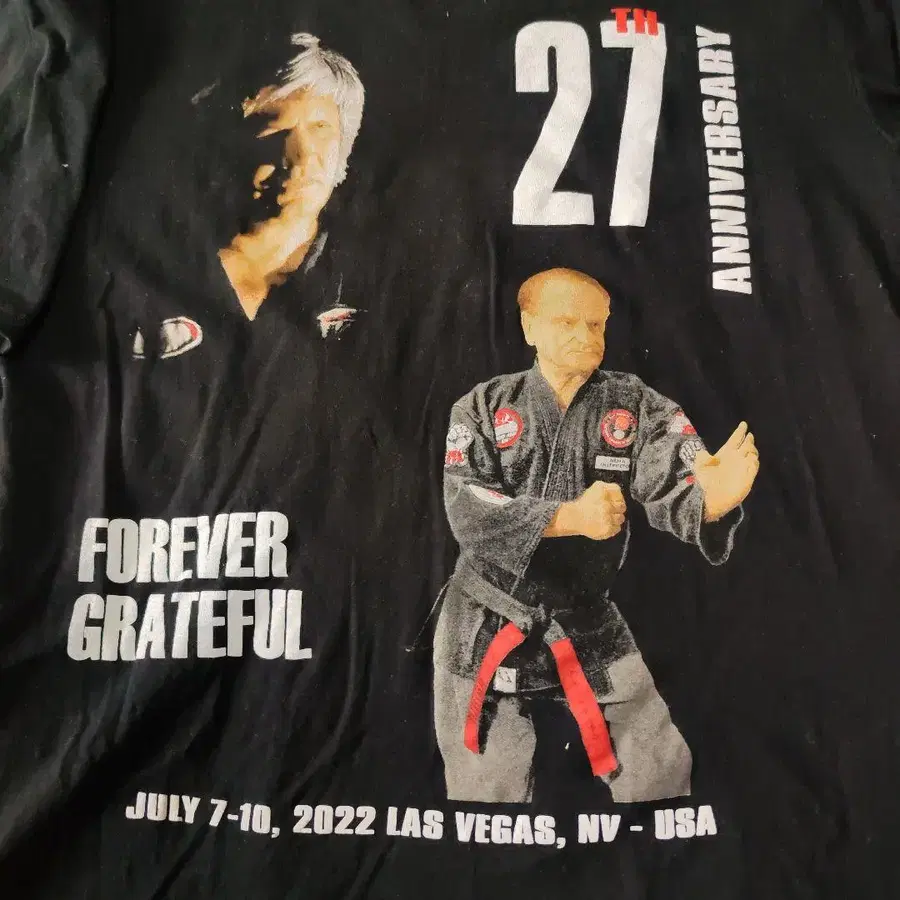 27TH
ANNIVERSARY
FOREVER
GRATEFUL
JULY 7-10, 2022 LAS VEGAS, NV - USA